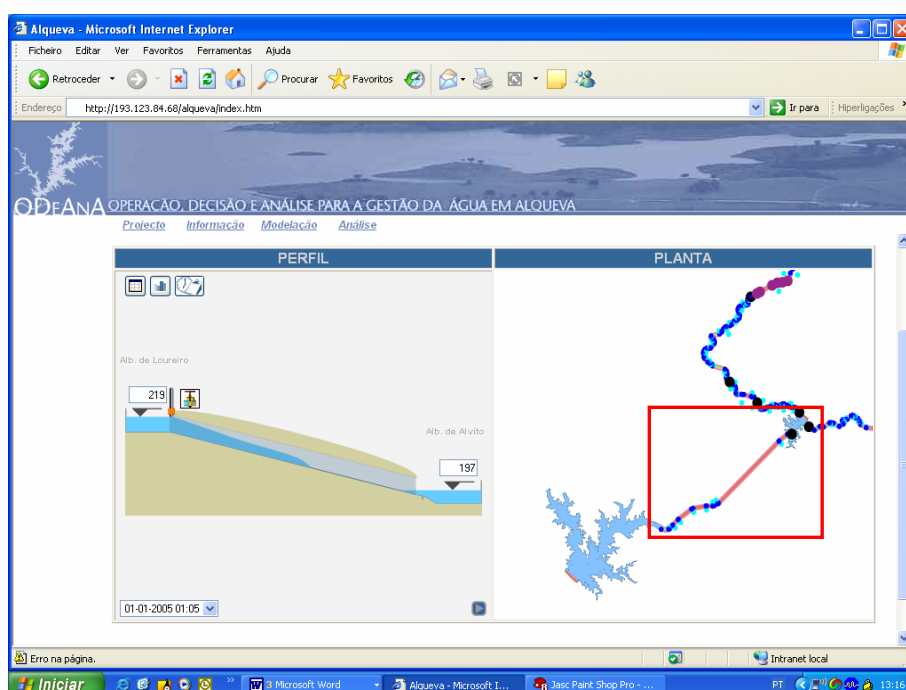 Alqueva - Microsoft Internet Explorer
Ficheiro Editar Ver Favoritos Ferramentas Ajuda
Retroceder Procurar Favoritos
Endereço http://193.123.84.68/alqueva/index.htm Ir para Hiperligações »
ODEANA OPERAÇÃO, DECISÃO E ANÁLISE PARA A GESTÃO DA ÁGUA EM ALQUEVA
Projecto Informação Modelação Análise
PERFIL PLANTA
Alb. de Loureiro
219
Alb. de Alvito
197
01-01-2005 01:05
Erro na página. Intranet local
Iniciar » 3 Microsoft Word Alqueva - Microsoft I... Jasc Paint Shop Pro - ... PT 13:16